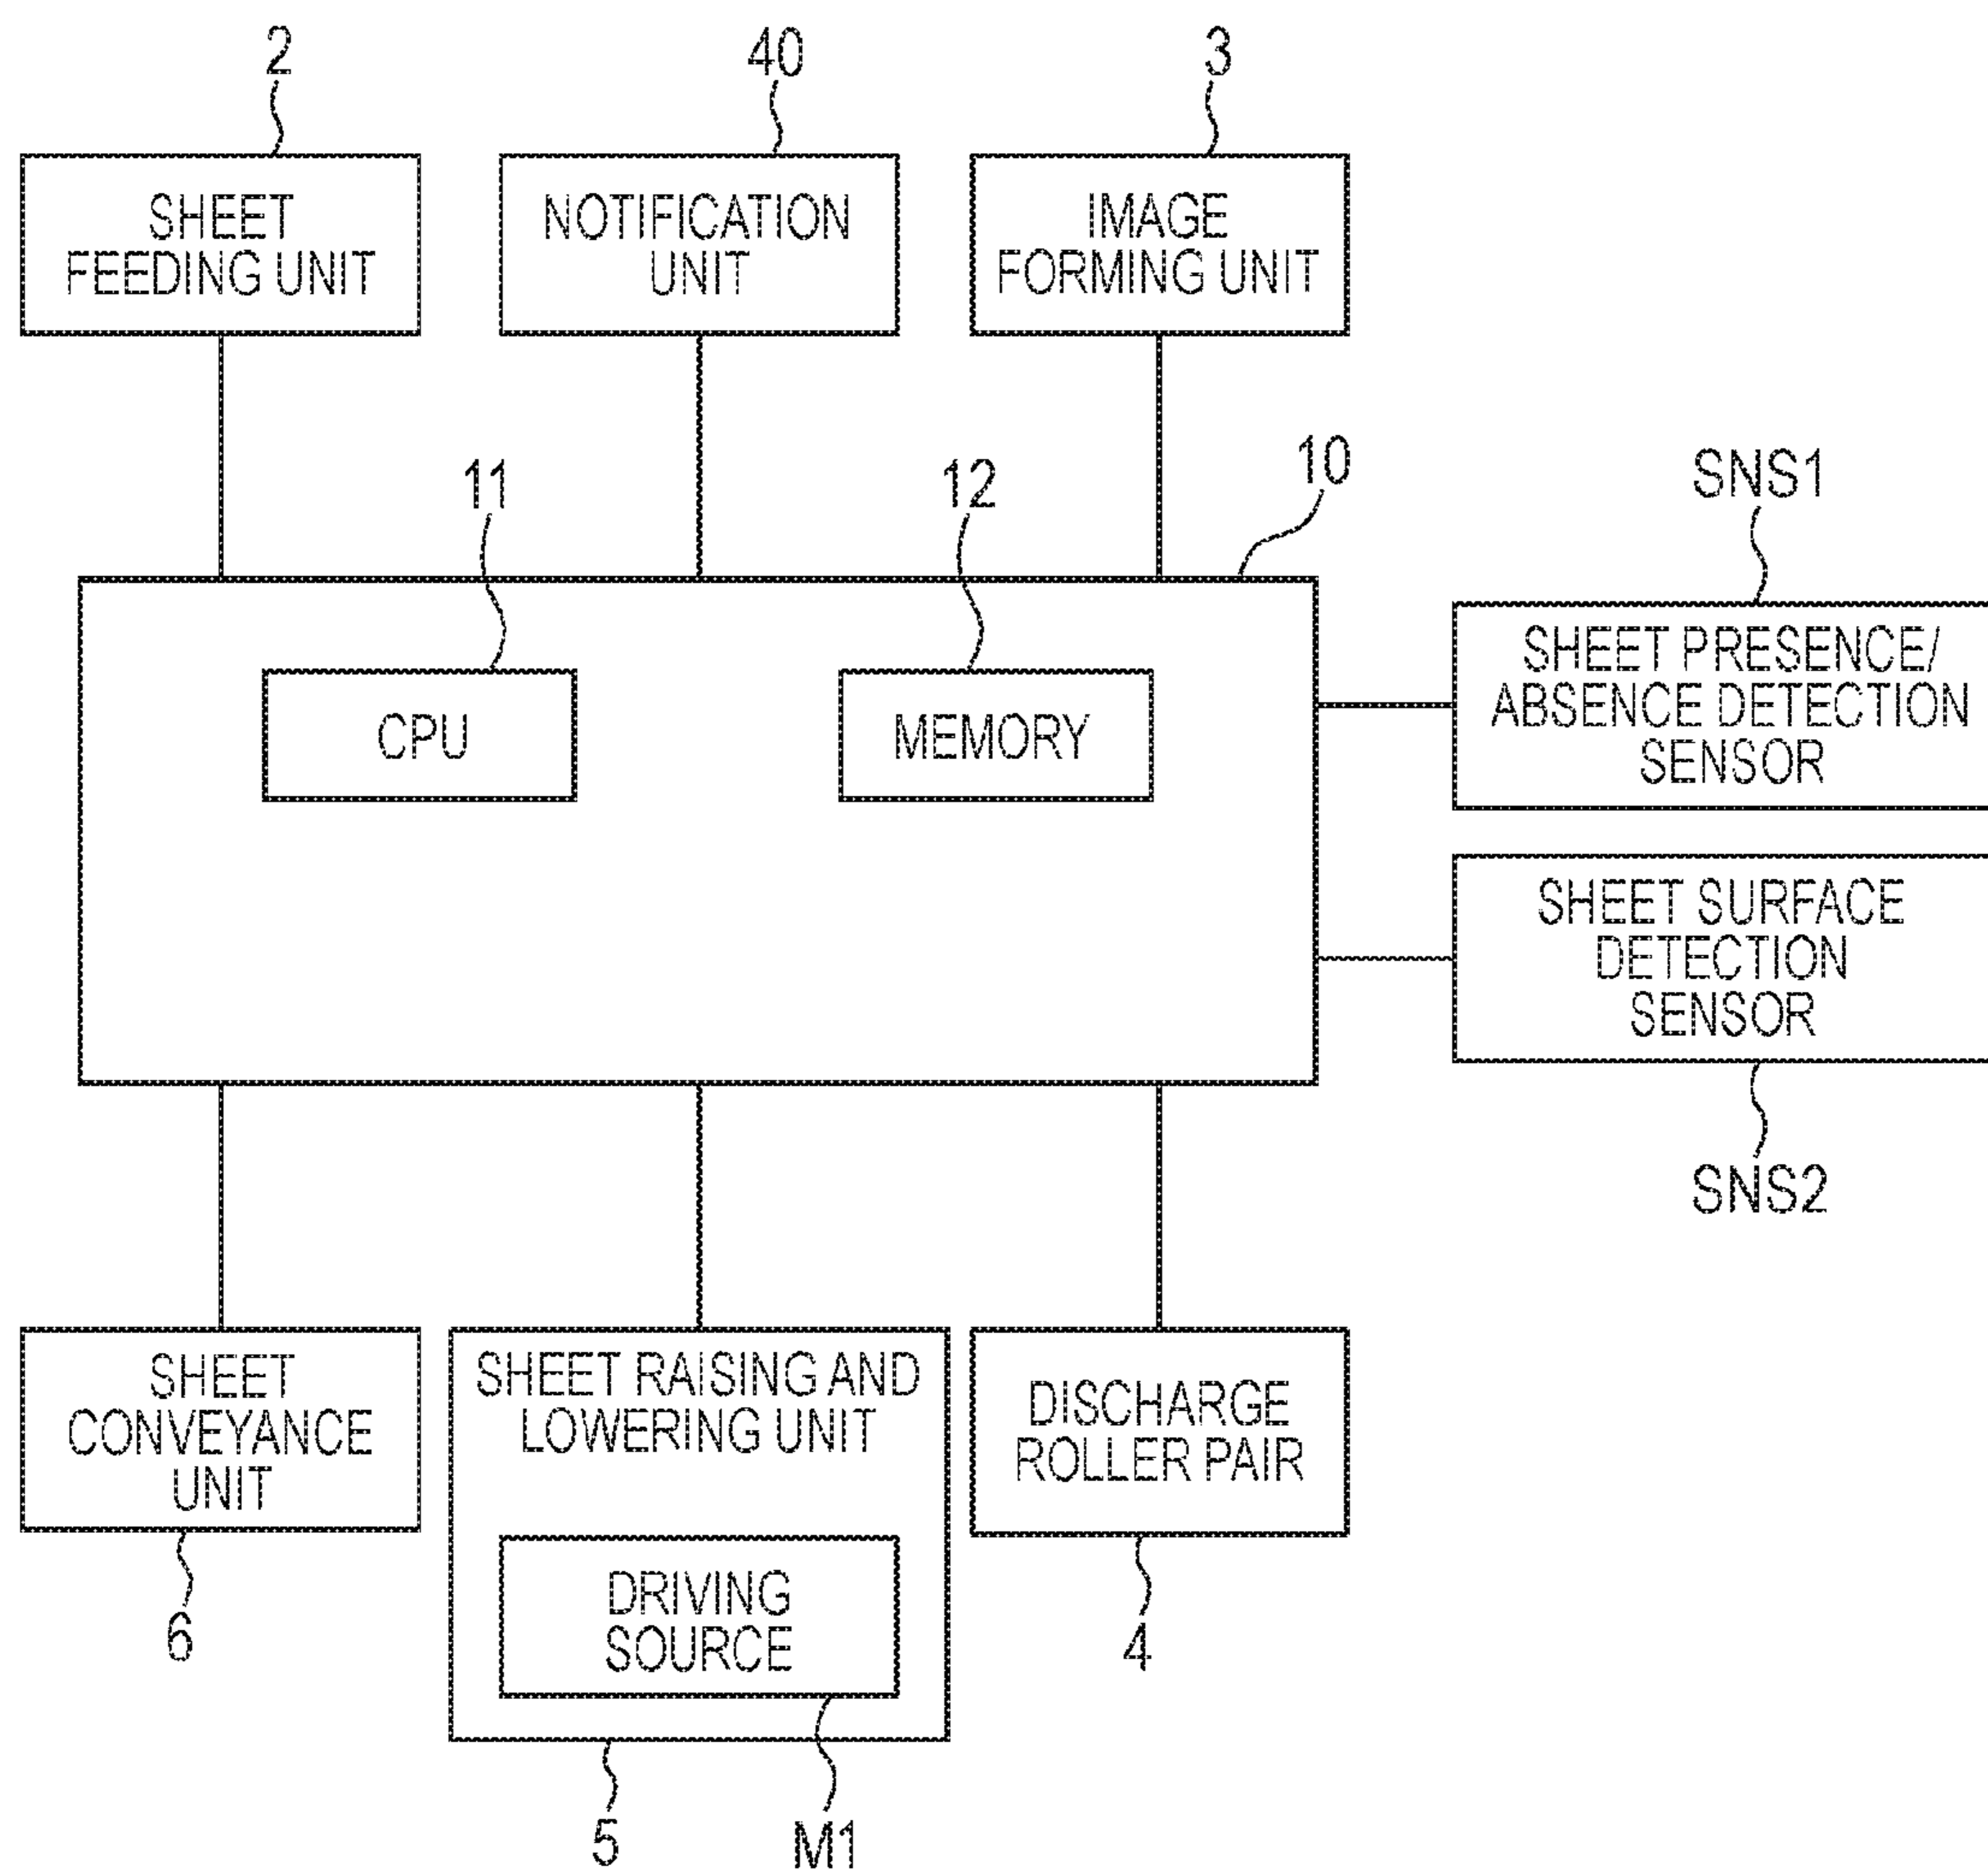 2
40
3
SHEET
FEEDING UNIT
NOTIFICATION
UNIT
IMAGE
FORMING UNIT
11
12
10
SNS1
CPU
MEMORY
SHEET PRESENCE/
ABSENCE DETECTION
SENSOR
SHEET SURFACE
DETECTION
SENSOR
SNS2
SHEET
CONVEYANCE
UNIT
SHEET RAISING AND
LOWERING UNIT
DRIVING
SOURCE
DISCHARGE
ROLLER PAIR
6
4
5
M1